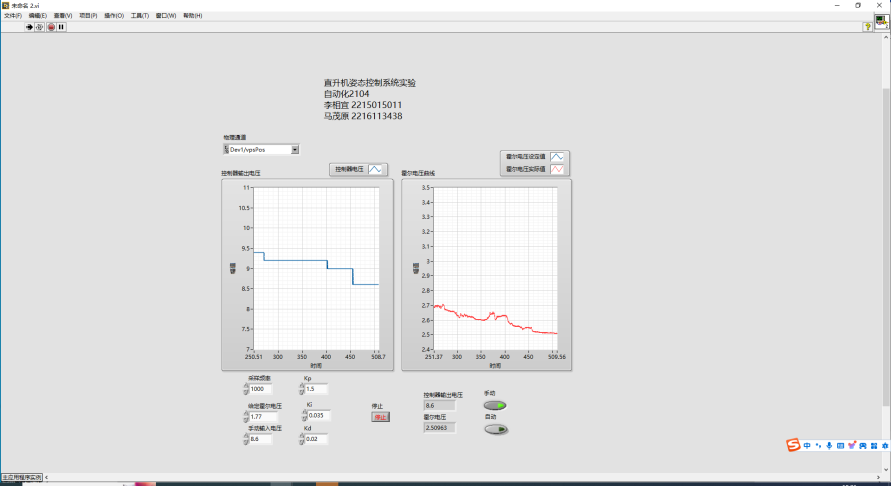 未命名 2.vi
文件(F) 编辑(E) 查看(V) 项目(P) 操作(O) 工具(T) 窗口(W) 帮助(H)
直升机姿态控制系统实验
自动化2104
李相宜 2215015011
马茂原 2216113438
物理通道
Dev1/vpsPos
控制器输出电压
控制器电压
霍尔电压曲线
霍尔电压设定值
霍尔电压实际值
11
10.5
10
9.5
9
8.5
8
7.5
7
幅值
250.51 300 350 400 450 508.7
时间
3.5
3.4
3.3
3.2
3.1
3
2.9
2.8
2.7
2.6
2.5
2.4
幅值
251.37 300 350 400 450 509.56
时间
采样频率
1000
Kp
1.5
给定霍尔电压
1.77
Ki
0.035
手动输入电压
8.6
Kd
0.02
停止
停止
控制器输出电压
8.6
霍尔电压
2.50963
手动
自动
中
主应用程序实例